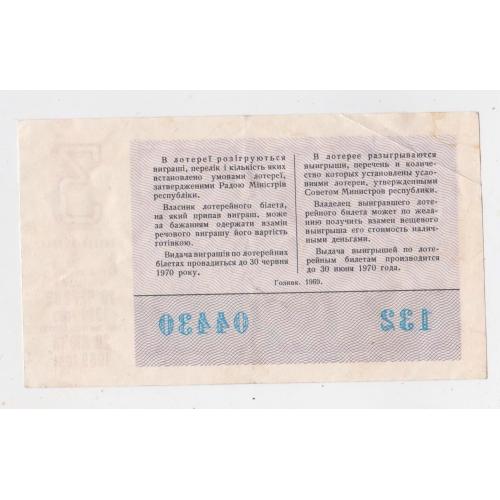 В лотереї розігруються
виграші, перелік і кількість яких
встановлено умовами лотереї,
затвердженими Радою Міністрів
республіки.
Власник лотерейного білета,
на який припав виграш, може
за бажанням одержати взамін
речового виграшу його вартість
готівкою.
Видача виграшів по лотерейних
білетах провадиться до 30 червня
1970 року.
В лотерее разыгрываются
выигрыши, перечень и количе-
ство которых установлены усло-
виями лотереи, утвержденными
Советом Министров республики.
Владелец выигравшего лоте-
рейного билета может по жела-
нию получить взамен вещевого
выигрыша его стоимость налич-
ными деньгами.
Выдача выигрышей по лоте-
рейным билетам производится
до 30 июня 1970 года.
Гознак. 1969.
04430 132